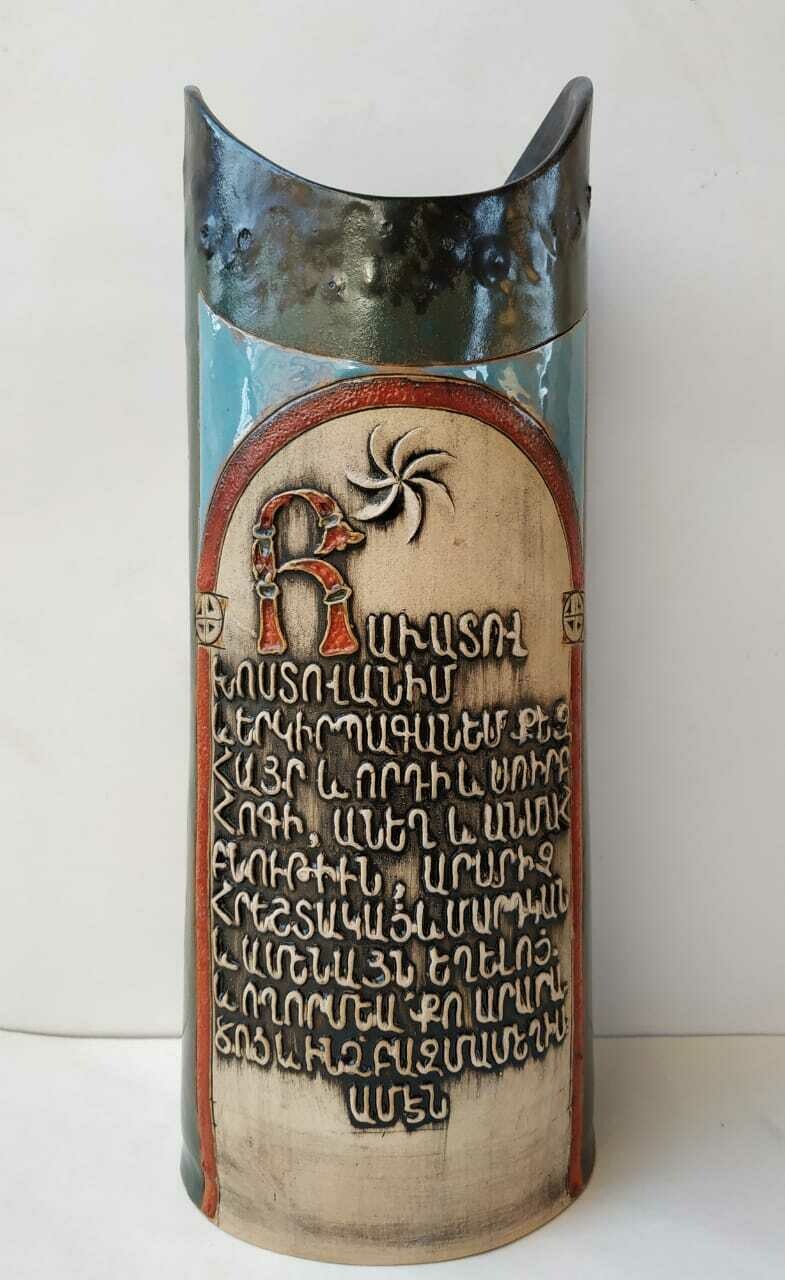 ՀԱՒԱՏՈՎ
ԽՈՍՏՈՎԱՆԻՄ
և ԵՐԿԻՐՊԱԳԱՆԵՄ ՔԵԶ
ՀԱՅՐ և ՈՐԴԻ և ՍՈՒՐԲ
ՀՈԳԻ, ԱՆԵՂ և ԱՆՄԱՀ
ԲՆՈՒԹԻՒՆ, ԱՐԱՐԻՉ
ՀՐԵՇՏԱԿԱՑ և ՄԱՐԴԿԱՆ
և ԱՄԵՆԱՅՆ ԵՂԵԼՈՑ.
և ՈՂՈՐՄԵԱ՛ ՔՈ ԱՐԱՐԱ
ԾՈՑ և ԻՆՁ ԲԱԶՄԱՄԵՂԻՍ
ԱՄԷՆ